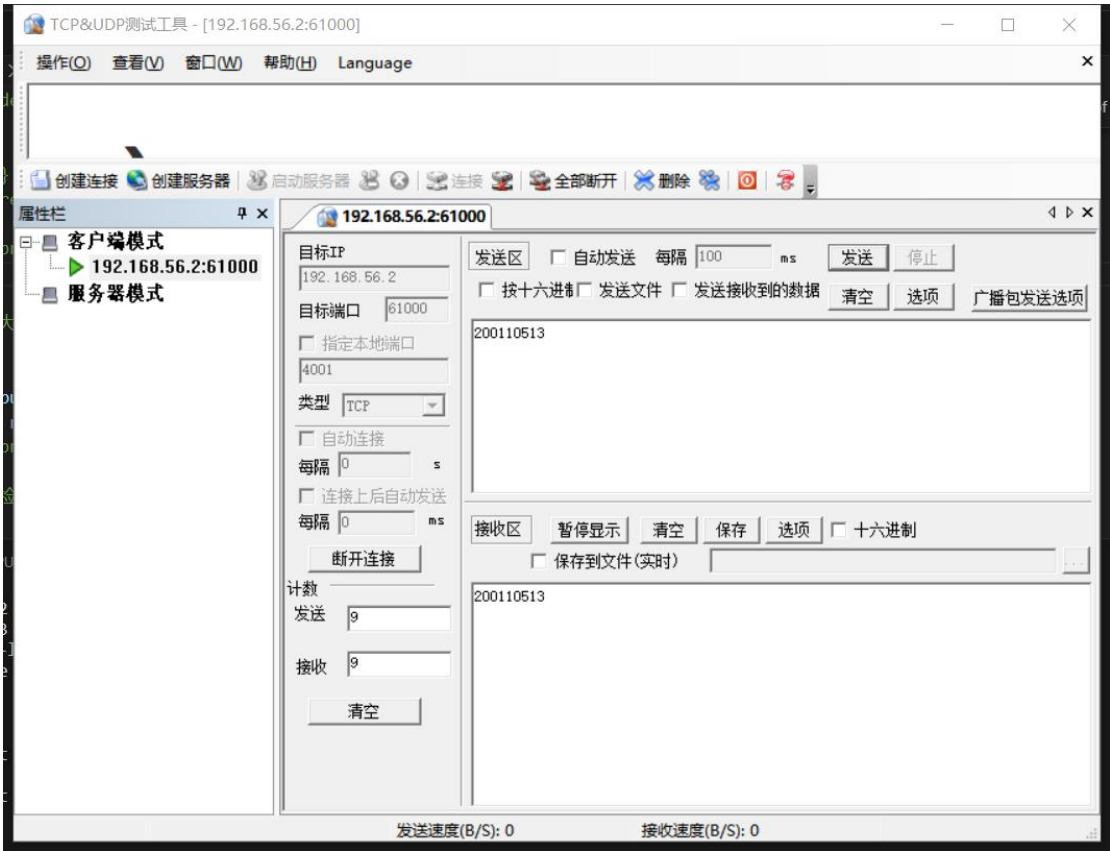 TCP&UDP测试工具 - [192.168.56.2:61000]
操作(O) 查看(V) 窗口(W) 帮助(H) Language
创建连接 创建服务器 启动服务器 连接 全部断开 删除
属性栏
客户端模式
192.168.56.2:61000
服务器模式
192.168.56.2:61000
目标IP
192.168.56.2
目标端口 61000
指定本地端口
4001
类型 TCP
自动连接
每隔 0 s
连接上后自动发送
每隔 0 ms
断开连接
计数
发送 9
接收 9
清空
发送区 自动发送 每隔 100 ms 发送 停止
按十六进制 发送文件 发送接收到的数据 清空 选项 广播包发送选项
200110513
接收区 暂停显示 清空 保存 选项 十六进制
保存到文件(实时) ...
200110513
发送速度(B/S): 0 接收速度(B/S): 0